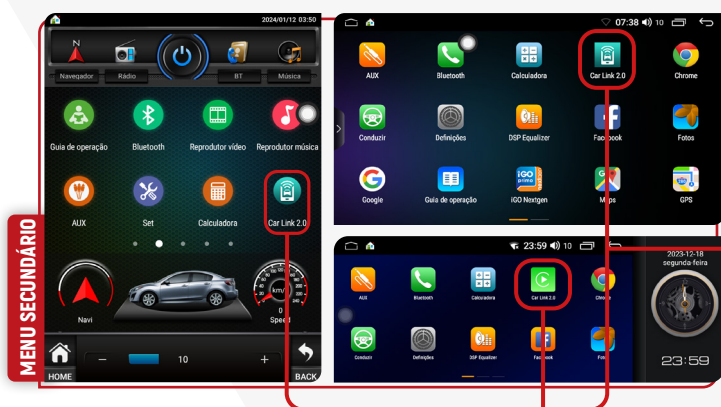 MENU SECUNDÁRIO
2024/01/12 03:50
N
Navegador
Rádio
BT
Música
Guia de operação
Bluetooth
Reprodutor vídeo
Reprodutor música
AUX
Set
Calculadora
Car Link 2.0
Navi
km/h
0
Speed
HOME
10
BACK
07:38
10
AUX
Bluetooth
Calculadora
Car Link 2.0
Chrome
Conduzir
Definições
DSP Equalizer
Facebook
Fotos
Google
Guia de operação
iGO
primo
iGO Nextgen
Maps
GPS
23:59
10
AUX
Bluetooth
Calculadora
Car Link 2.0
Chrome
Conduzir
Definições
DSP Equalizer
Facebook
Fotos
2023-12-18
segunda-feira
23:59